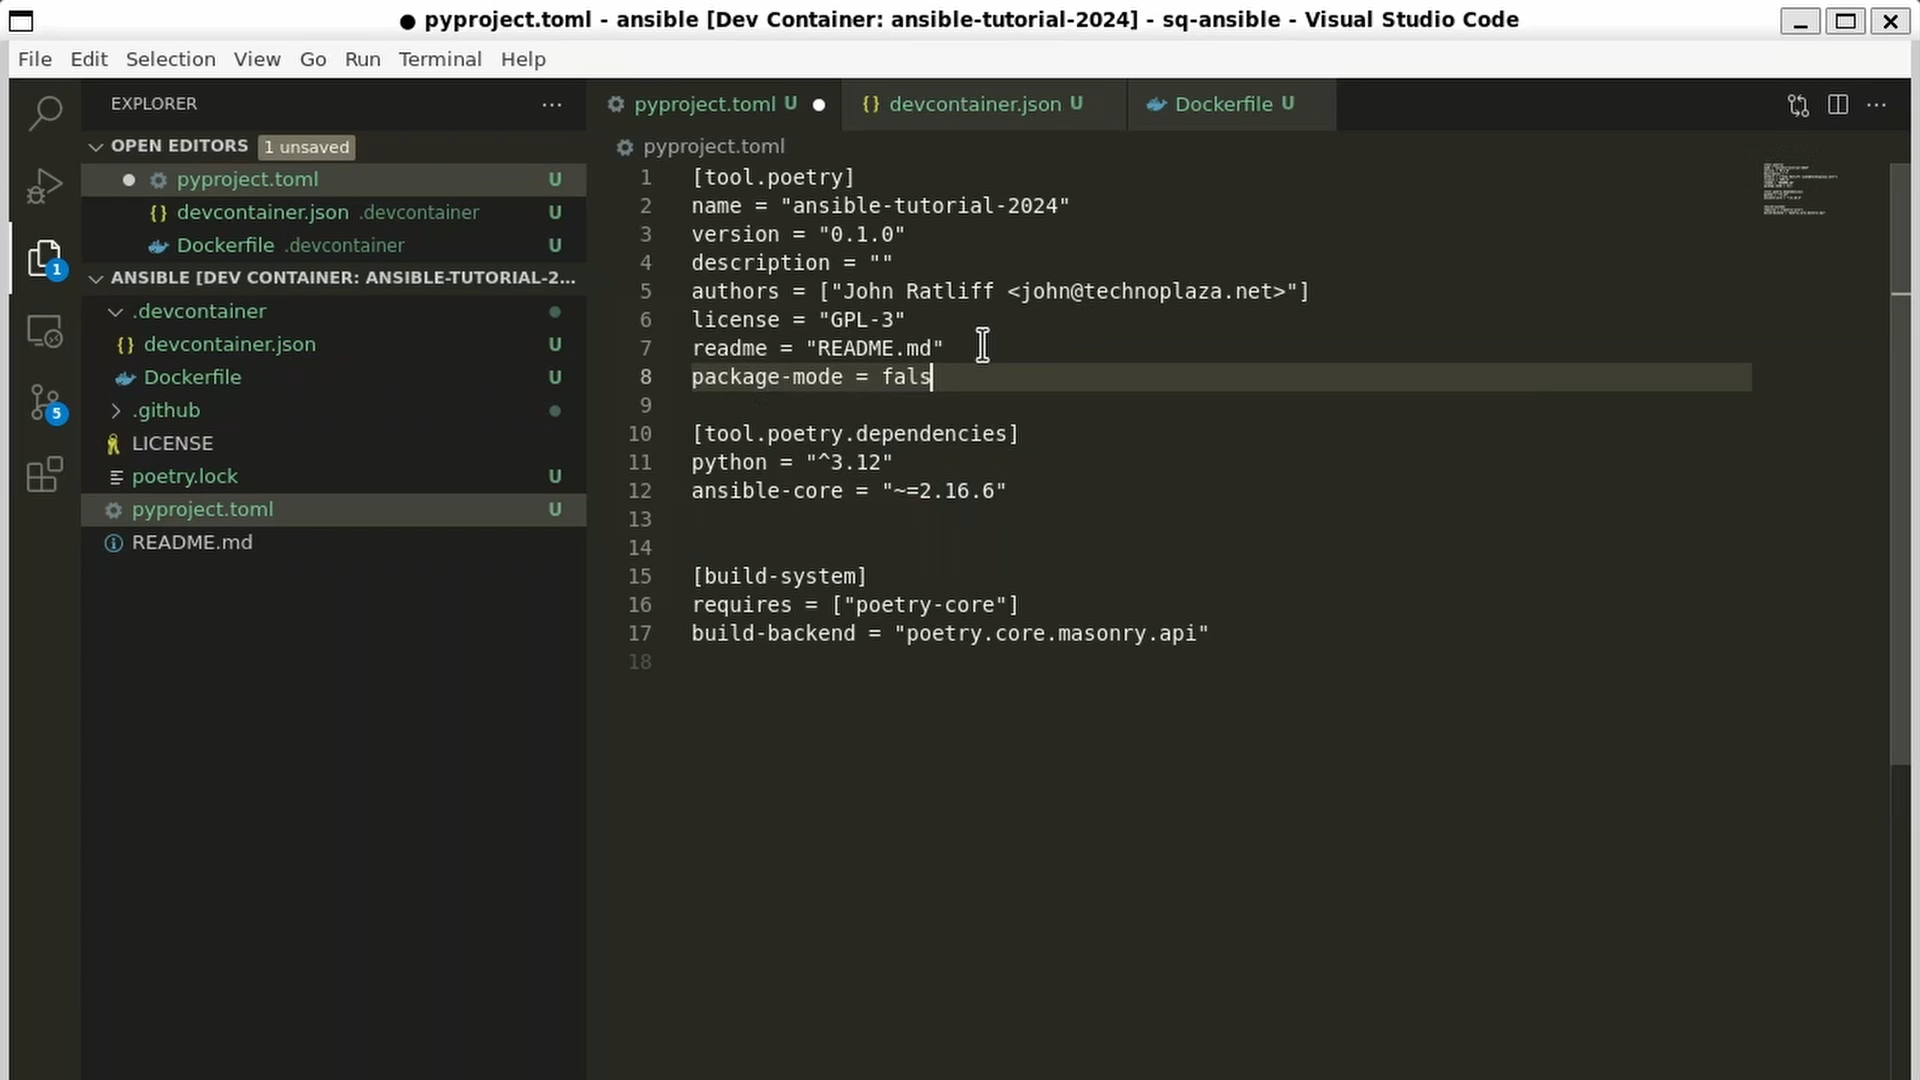 ● pyproject.toml - ansible [Dev Container: ansible-tutorial-2024] - sq-ansible - Visual Studio Code
File Edit Selection View Go Run Terminal Help
EXPLORER
OPEN EDITORS 1 unsaved
pyproject.toml U
devcontainer.json .devcontainer U
Dockerfile .devcontainer U
ANSIBLE [DEV CONTAINER: ANSIBLE-TUTORIAL-2...
.devcontainer
devcontainer.json
Dockerfile
.github
LICENSE
poetry.lock U
pyproject.toml U
README.md
1
5
pyproject.toml U
devcontainer.json U
Dockerfile U
pyproject.toml
1 [tool.poetry]
2 name = "ansible-tutorial-2024"
3 version = "0.1.0"
4 description = ""
5 authors = ["John Ratliff <john@technoplaza.net>"]
6 license = "GPL-3"
7 readme = "README.md"
8 package-mode = fals
9
10 [tool.poetry.dependencies]
11 python = "^3.12"
12 ansible-core = "~=2.16.6"
13
14
15 [build-system]
16 requires = ["poetry-core"]
17 build-backend = "poetry.core.masonry.api"
18